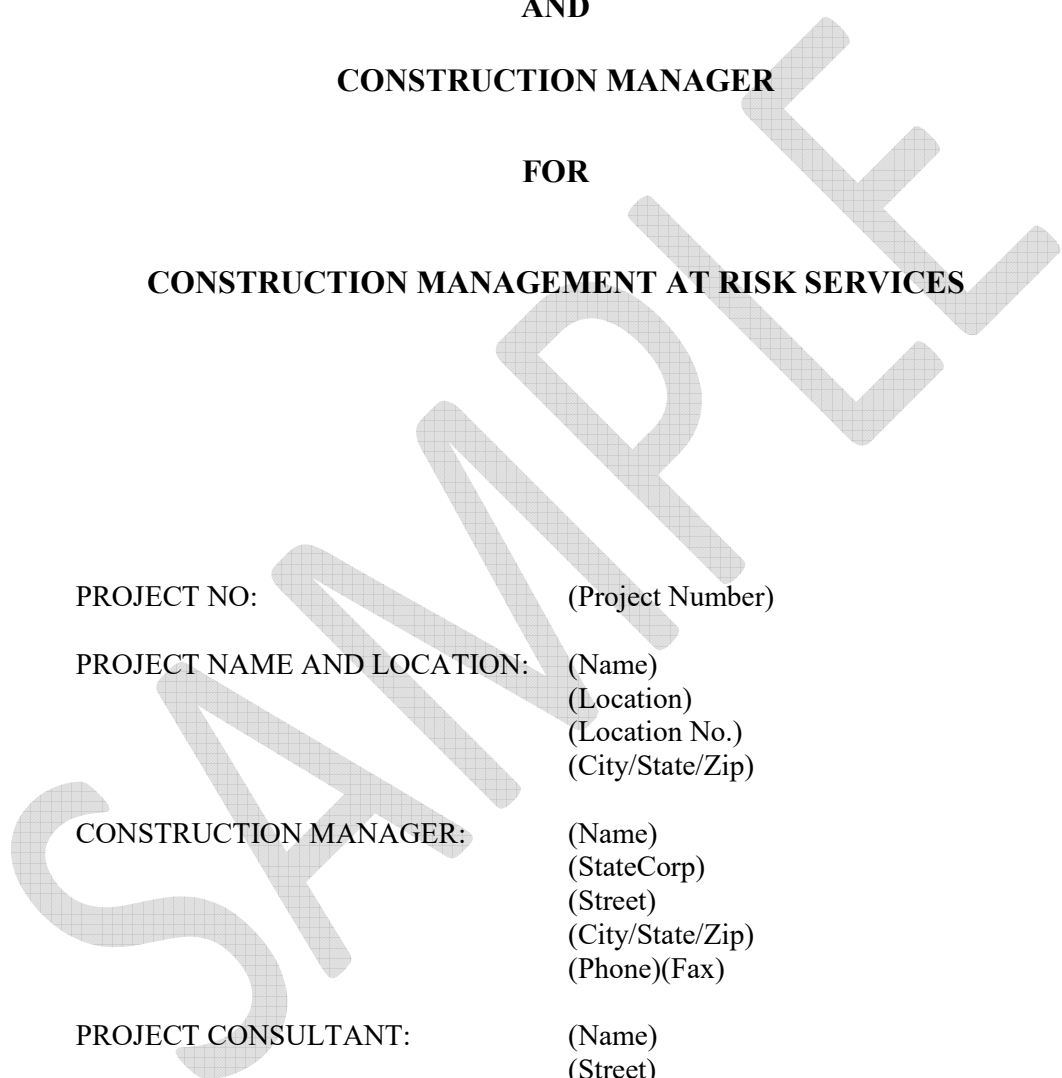 AND
CONSTRUCTION MANAGER
FOR
CONSTRUCTION MANAGEMENT AT RISK SERVICES
SAMPLE
PROJECT NO: (Project Number)
PROJECT NAME AND LOCATION: (Name)
(Location)
(Location No.)
(City/State/Zip)
CONSTRUCTION MANAGER: (Name)
(StateCorp)
(Street)
(City/State/Zip)
(Phone)(Fax)
PROJECT CONSULTANT: (Name)
(Street)